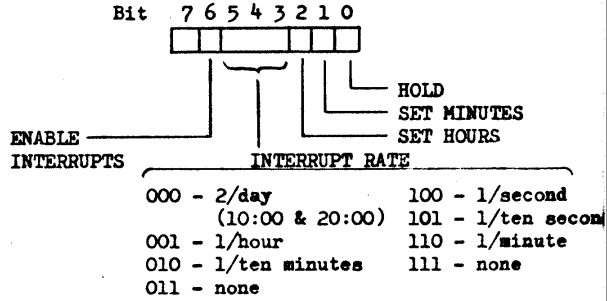 Bit 7 6 5 4 3 2 1 0
HOLD
SET MINUTES
SET HOURS
ENABLE
INTERRUPTS
INTERRUPT RATE
000 - 2/day
(10:00 & 20:00)
001 - 1/hour
010 - 1/ten minutes
011 - none
100 - 1/second
101 - 1/ten secon
110 - 1/minute
111 - none